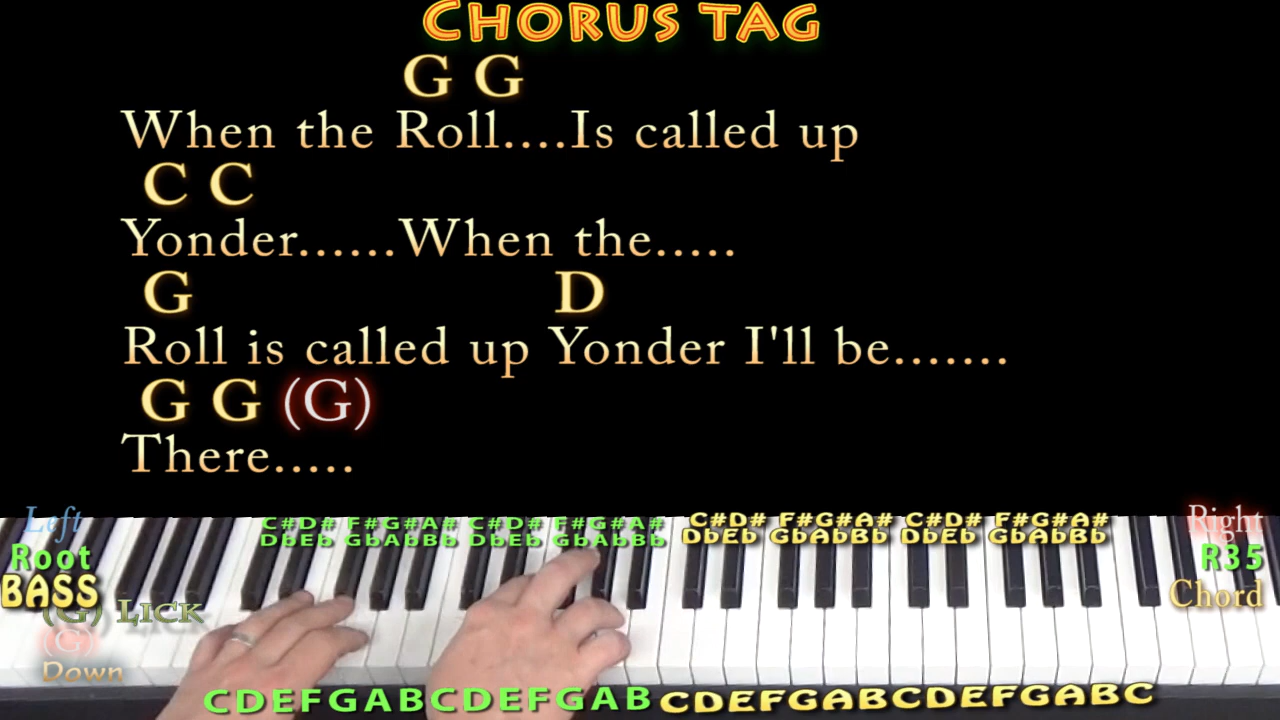 CHORUS TAG
G G
When the Roll....Is called up
C C
Yonder......When the.....
G D
Roll is called up Yonder I'll be.......
G G (G)
There.....
Left
Root
BASS
(G) LICK
(G)
Down
C#D# F#G#A# C#D# F#G#A# C#D# F#G#A# C#D# F#G#A#
DbEb GbAbBb DbEb GbAbBb DbEb GbAbBb DbEb GbAbBb
Right
R35
Chord
CDEFGABCDEFGAB CDEFGABCDEFGABC